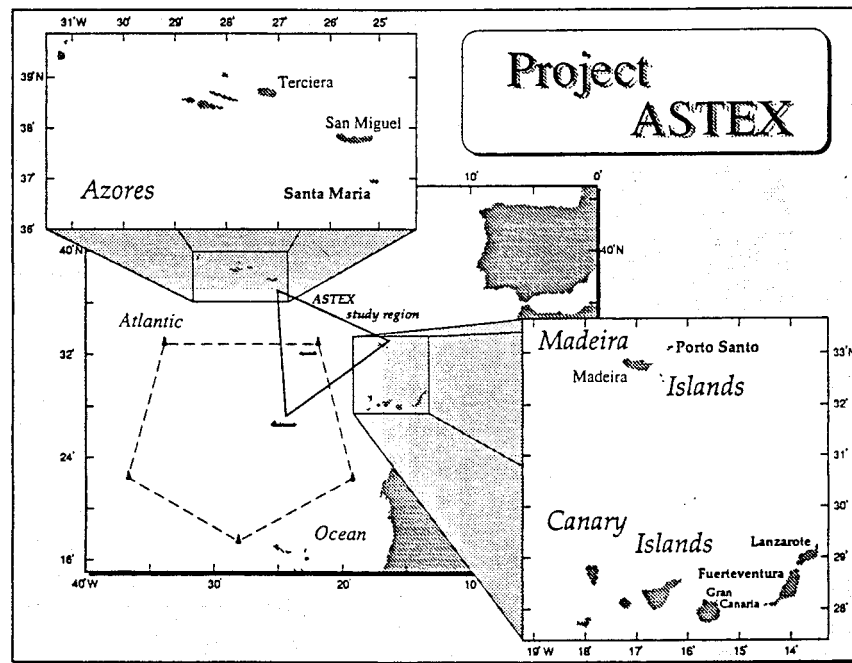 31°W 30 29 28 27 26 25
Project
ASTEX
39°N
38
37
36
Terciera
San Miguel
Santa Maria
Azores
10° 0°
40°N
40°N
32
24
16
ASTEX
study region
Atlantic
Ocean
40°W 30 20 10°
Madeira
Islands
Porto Santo
Madeira
33°N
32
31
30
29
28
Canary
Islands
Lanzarote
Fuerteventura
Gran
Canaria
19°W 18 17 16 15 14